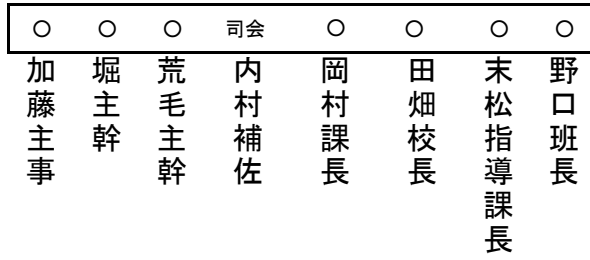 ○ ○ ○ 司会 ○ ○ ○ ○
加藤主事
堀主幹
荒毛主幹
内村補佐
岡村課長
田畑校長
末松指導課長
野口班長